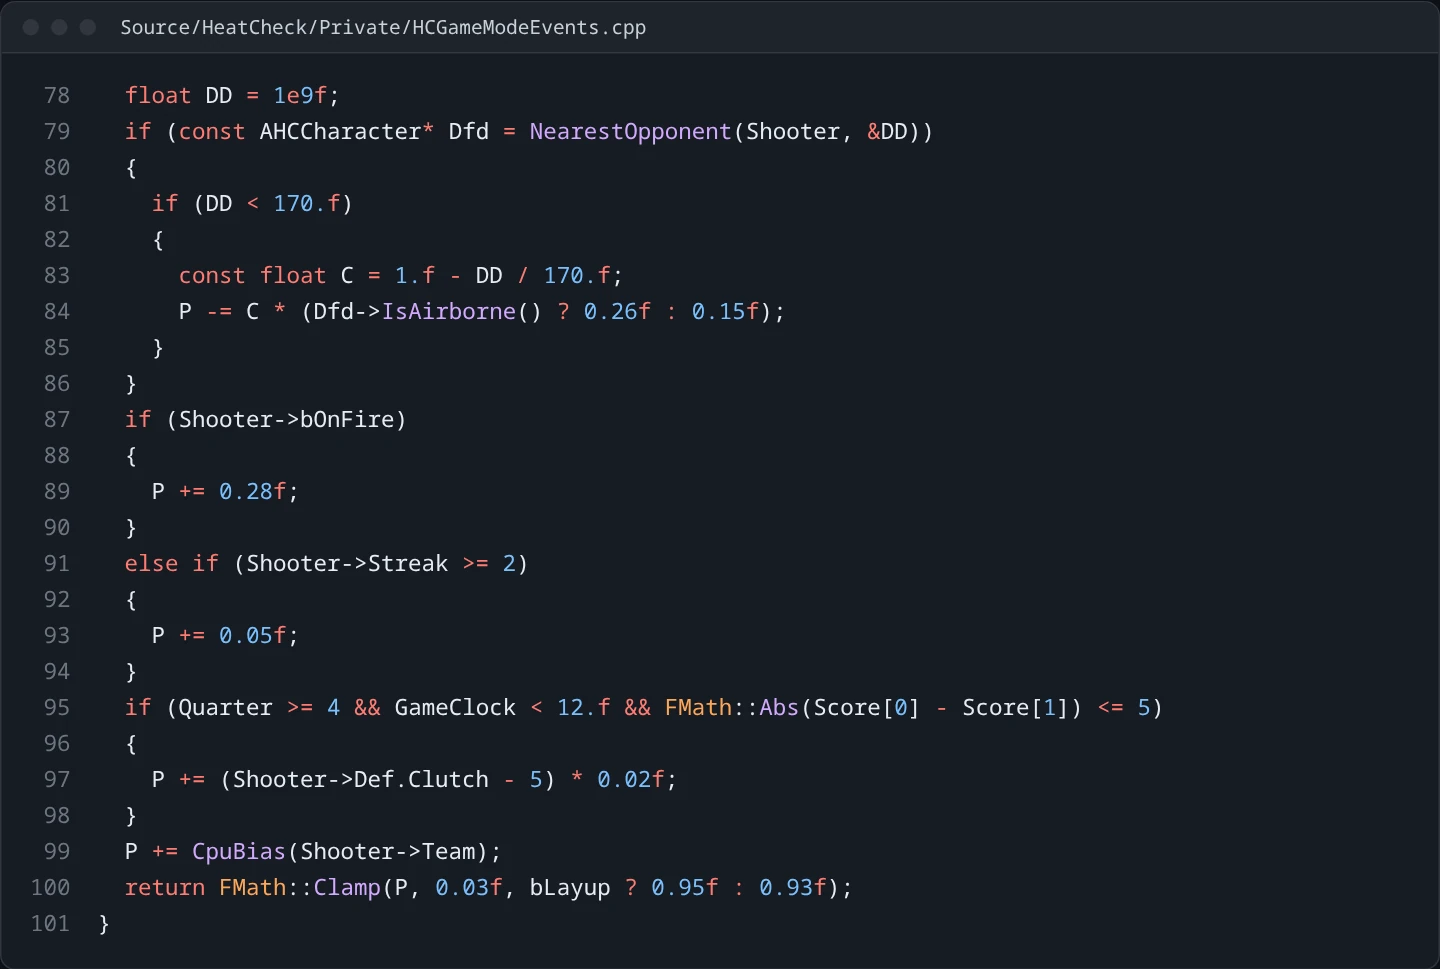 Source/HeatCheck/Private/HCGameModeEvents.cpp
78 float DD = 1e9f;
79 if (const AHCCharacter* Dfd = NearestOpponent(Shooter, &DD))
80 {
81 if (DD < 170.f)
82 {
83 const float C = 1.f - DD / 170.f;
84 P -= C * (Dfd->IsAirborne() ? 0.26f : 0.15f);
85 }
86 }
87 if (Shooter->bOnFire)
88 {
89 P += 0.28f;
90 }
91 else if (Shooter->Streak >= 2)
92 {
93 P += 0.05f;
94 }
95 if (Quarter >= 4 && GameClock < 12.f && FMath::Abs(Score[0] - Score[1]) <= 5)
96 {
97 P += (Shooter->Def.Clutch - 5) * 0.02f;
98 }
99 P += CpuBias(Shooter->Team);
100 return FMath::Clamp(P, 0.03f, bLayup ? 0.95f : 0.93f);
101 }